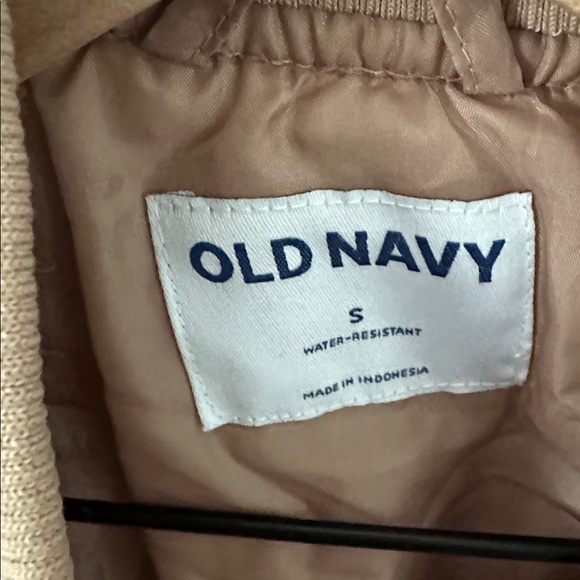 OLD NAVY
S
WATER-RESISTANT
MADE IN INDONESIA